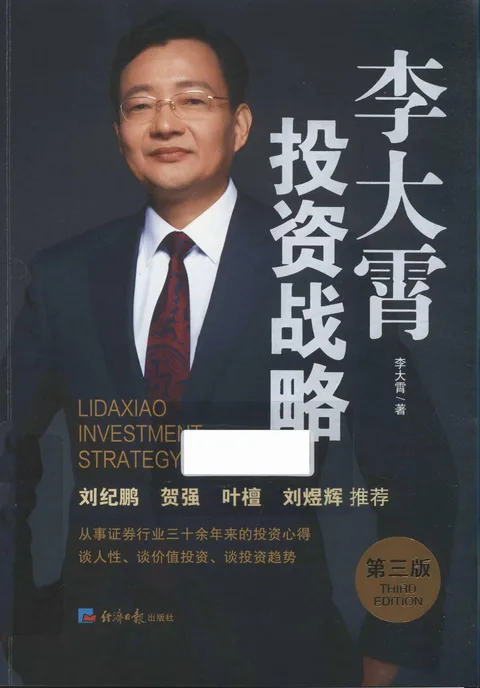 李大霄
投资战略
李大霄/著
LIDAXIAO
INVESTMENT
STRATEGY
刘纪鹏 贺强 叶檀 刘煜辉 推荐
从事证券行业三十余年来的投资心得
谈人性、谈价值投资、谈投资趋势
第三版
THIRD
EDITION
经济日报出版社